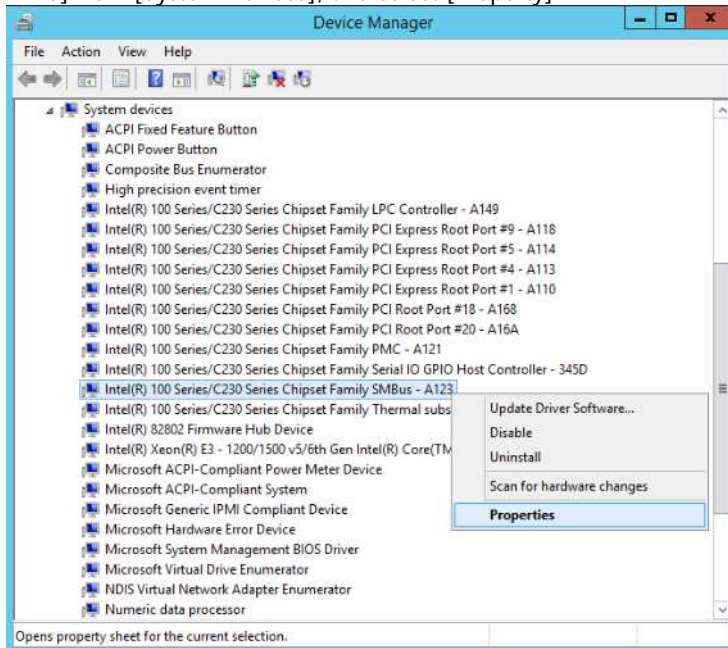 Device Manager
File Action View Help
System devices
ACPI Fixed Feature Button
ACPI Power Button
Composite Bus Enumerator
High precision event timer
Intel(R) 100 Series/C230 Series Chipset Family LPC Controller - A149
Intel(R) 100 Series/C230 Series Chipset Family PCI Express Root Port #9 - A118
Intel(R) 100 Series/C230 Series Chipset Family PCI Express Root Port #5 - A114
Intel(R) 100 Series/C230 Series Chipset Family PCI Express Root Port #4 - A113
Intel(R) 100 Series/C230 Series Chipset Family PCI Express Root Port #1 - A110
Intel(R) 100 Series/C230 Series Chipset Family PCI Root Port #18 - A168
Intel(R) 100 Series/C230 Series Chipset Family PCI Root Port #20 - A16A
Intel(R) 100 Series/C230 Series Chipset Family PMC - A121
Intel(R) 100 Series/C230 Series Chipset Family Serial IO GPIO Host Controller - 345D
Intel(R) 100 Series/C230 Series Chipset Family SMBus - A123
Intel(R) 100 Series/C230 Series Chipset Family Thermal subs
Intel(R) 82802 Firmware Hub Device
Intel(R) Xeon(R) E3 - 1200/1500 v5/6th Gen Intel(R) Core(TM
Microsoft ACPI-Compliant Power Meter Device
Microsoft ACPI-Compliant System
Microsoft Generic IPMI Compliant Device
Microsoft Hardware Error Device
Microsoft System Management BIOS Driver
Microsoft Virtual Drive Enumerator
NDIS Virtual Network Adapter Enumerator
Numeric data processor
Update Driver Software...
Disable
Uninstall
Scan for hardware changes
Properties
Opens property sheet for the current selection.